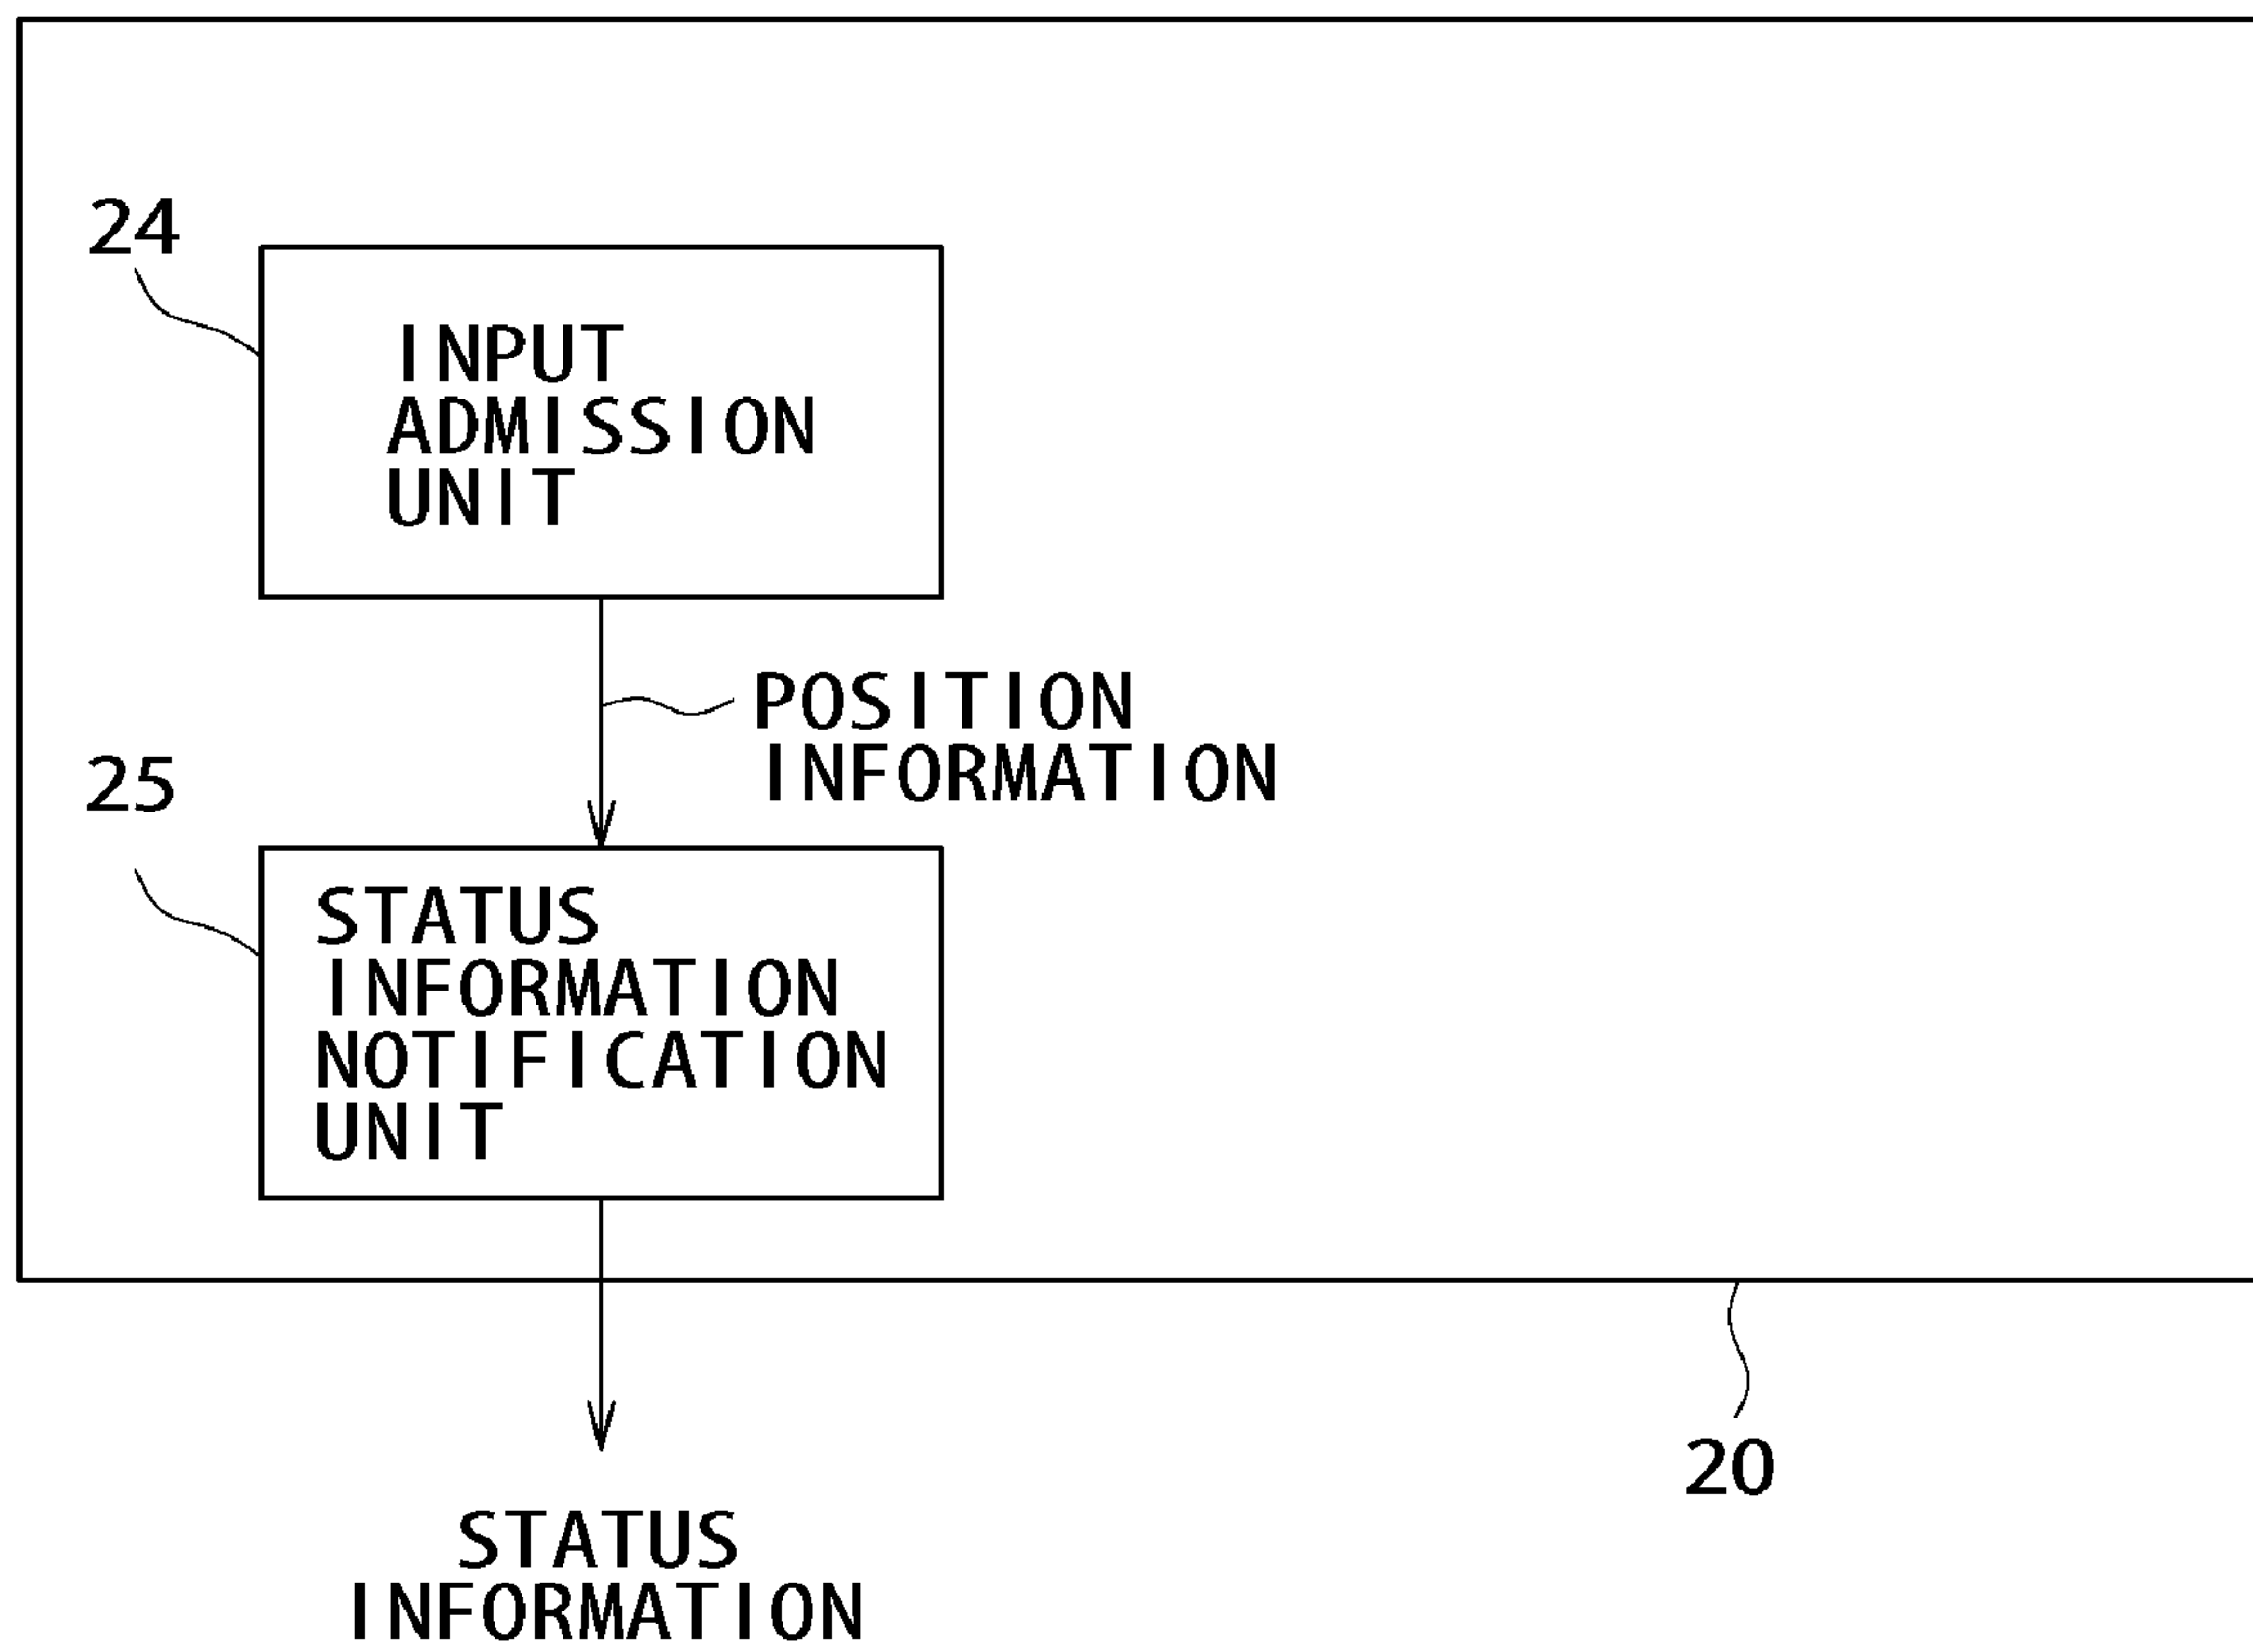 24
INPUT
ADMISSION
UNIT
POSITION
INFORMATION
25
STATUS
INFORMATION
NOTIFICATION
UNIT
20
STATUS
INFORMATION